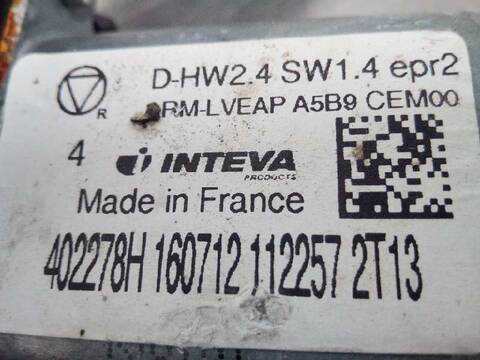 R
D-HW2.4 SW1.4 epr2
RM-LVEAP A5B9 CEM00
4 INTEVA
PRODUCTS
Made in France
402278H 160712 112257 2T13